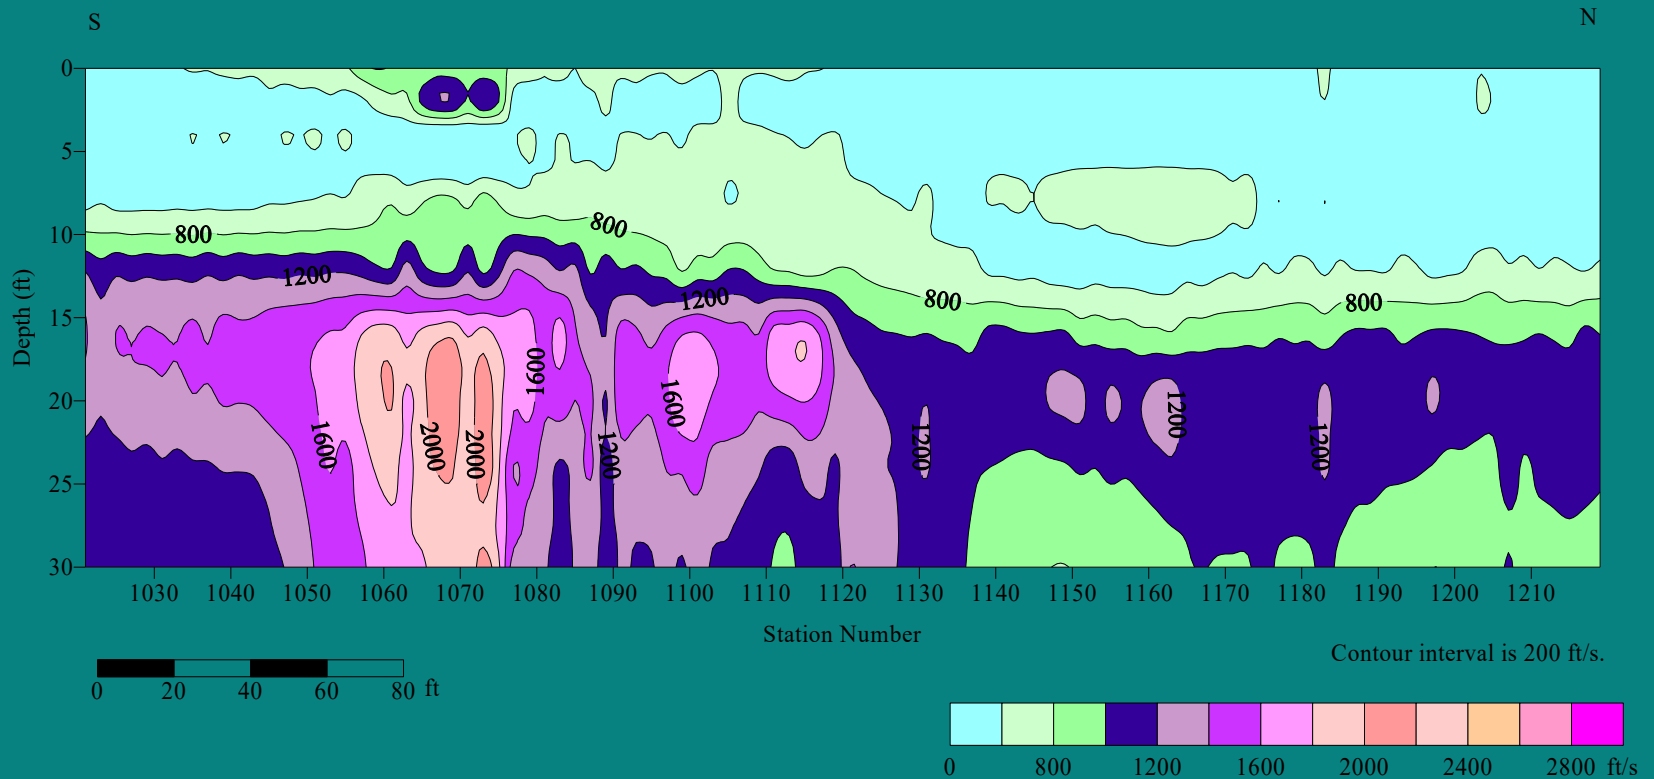 S
N
0
5
10
15
20
25
30
Depth (ft)
800
800
800
800
1200
1200
1200
1200
1200
1200
1600
1600
1600
2000
2000
1030 1040 1050 1060 1070 1080 1090 1100 1110 1120 1130 1140 1150 1160 1170 1180 1190 1200 1210
Station Number
Contour interval is 200 ft/s.
0 20 40 60 80 ft
0 800 1200 1600 2000 2400 2800 ft/s